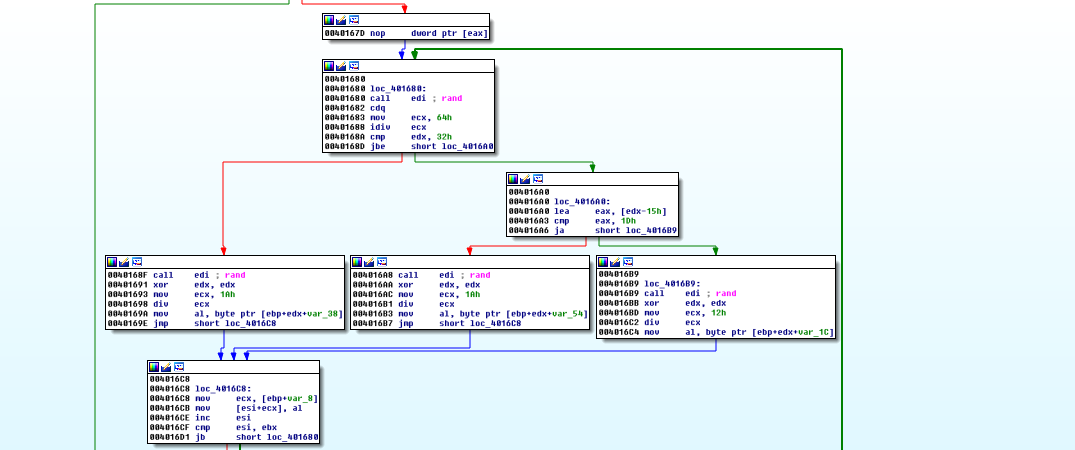 0040167D nop dword ptr [eax]
00401680
00401680 loc_401680:
00401680 call edi ; rand
00401682 cdq
00401683 mov ecx, 64h
00401688 idiv ecx
0040168A cmp edx, 32h
0040168D jbe short loc_4016A0
004016A0
004016A0 loc_4016A0:
004016A0 lea eax, [edx-15h]
004016A3 cmp eax, 1Dh
004016A6 ja short loc_4016B9
0040168F call edi ; rand
00401691 xor edx, edx
00401693 mov ecx, 1Ah
00401698 div ecx
0040169A mov al, byte ptr [ebp+edx+var_38]
0040169E jmp short loc_4016C8
004016A8 call edi ; rand
004016AA xor edx, edx
004016AC mov ecx, 1Ah
004016B1 div ecx
004016B3 mov al, byte ptr [ebp+edx+var_54]
004016B7 jmp short loc_4016C8
004016B9
004016B9 loc_4016B9:
004016B9 call edi ; rand
004016BB xor edx, edx
004016BD mov ecx, 12h
004016C2 div ecx
004016C4 mov al, byte ptr [ebp+edx+var_1C]
004016C8
004016C8 loc_4016C8:
004016C8 mov ecx, [ebp+var_8]
004016CB mov [esi+ecx], al
004016CE inc esi
004016CF cmp esi, ebx
004016D1 jb short loc_401680